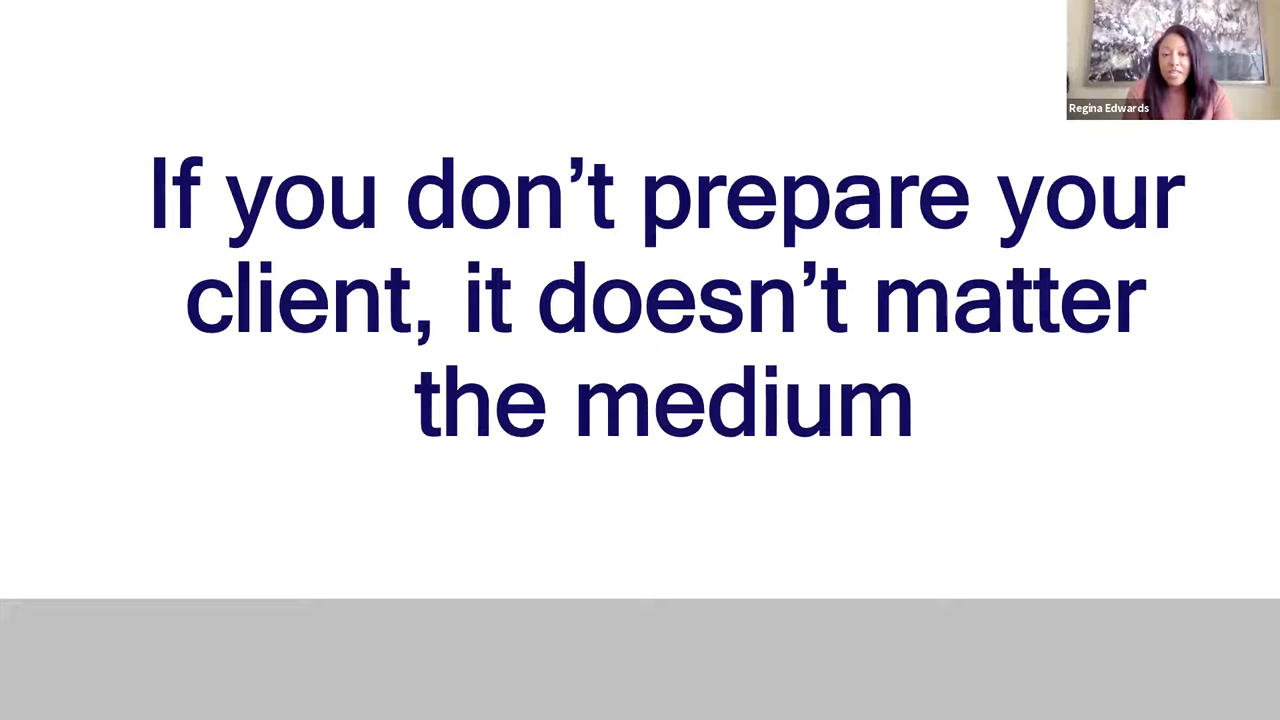 Regina Edwards
If you don’t prepare your
client, it doesn’t matter
the medium